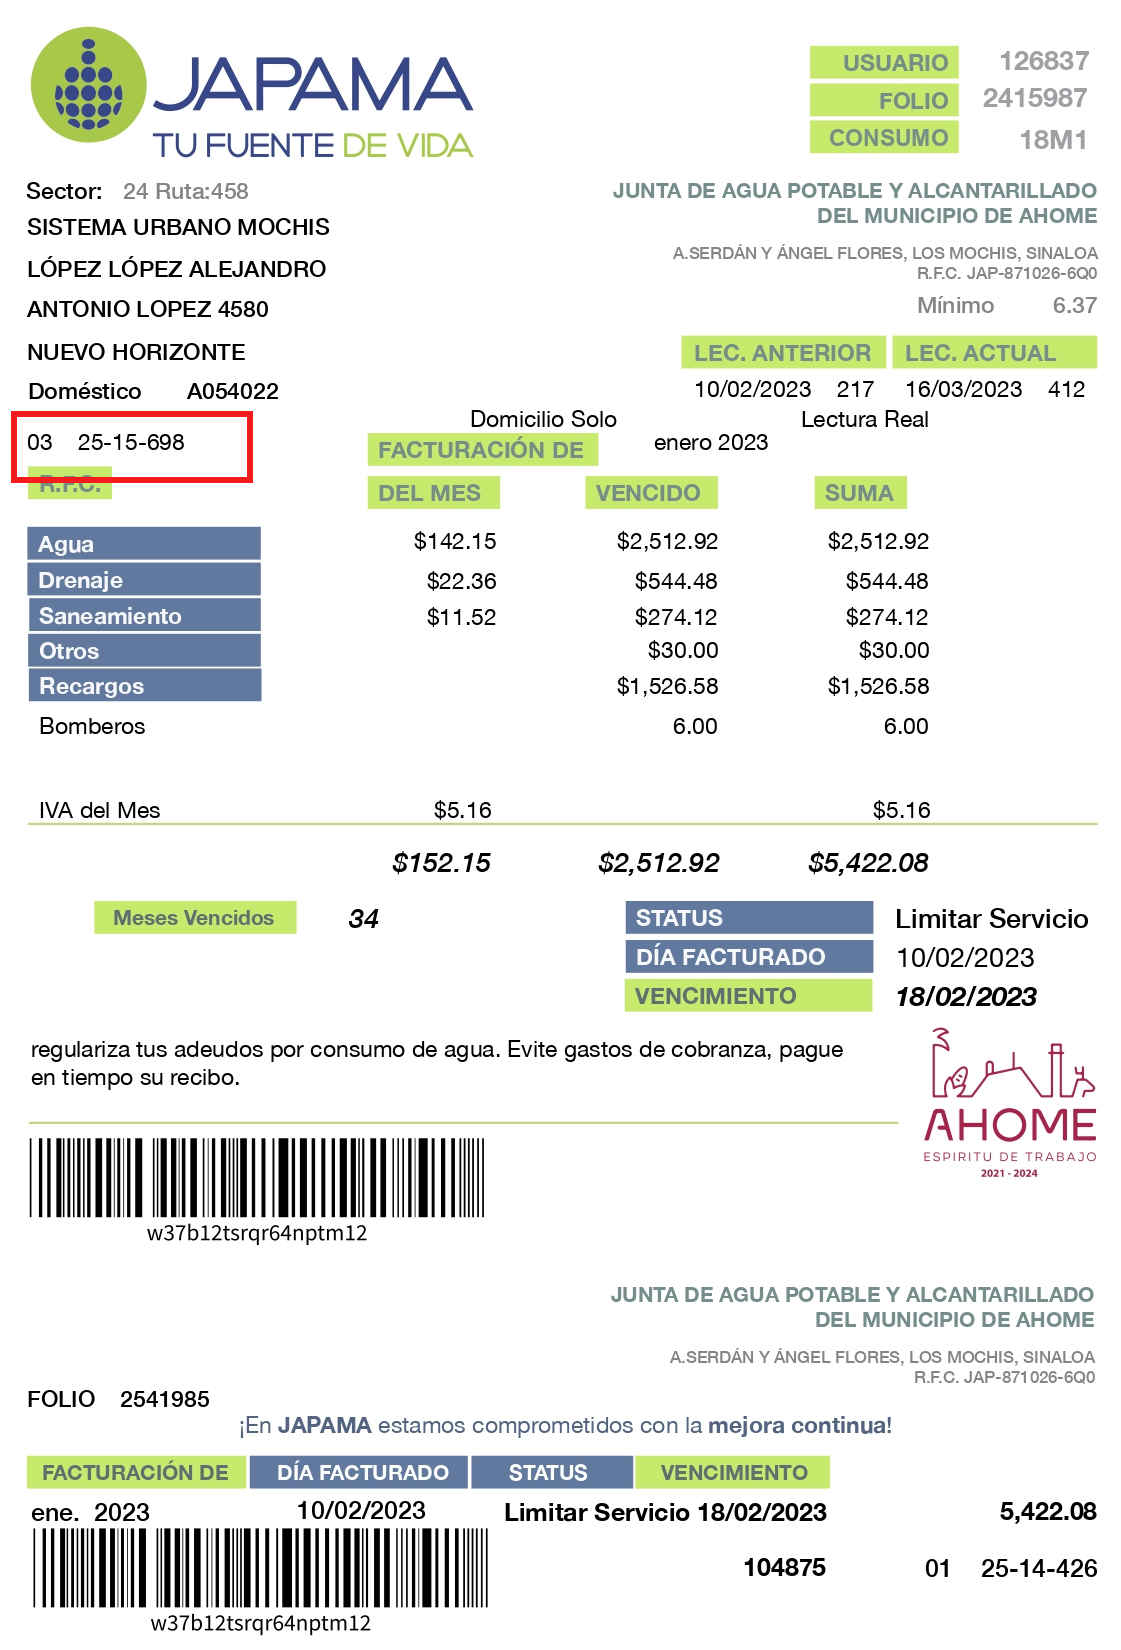 JAPAMA
TU FUENTE DE VIDA
USUARIO 126837
FOLIO 2415987
CONSUMO 18M1
Sector: 24 Ruta:458
SISTEMA URBANO MOCHIS
LÓPEZ LÓPEZ ALEJANDRO
ANTONIO LOPEZ 4580
NUEVO HORIZONTE
Doméstico A054022
03 25-15-698
R.F.C.
JUNTA DE AGUA POTABLE Y ALCANTARILLADO
DEL MUNICIPIO DE AHOME
A.SERDÁN Y ÁNGEL FLORES, LOS MOCHIS, SINALOA
R.F.C. JAP-871026-6Q0
Mínimo 6.37
LEC. ANTERIOR LEC. ACTUAL
10/02/2023 217 16/03/2023 412
Domicilio Solo Lectura Real
FACTURACIÓN DE enero 2023
DEL MES VENCIDO SUMA
Agua $142.15 $2,512.92 $2,512.92
Drenaje $22.36 $544.48 $544.48
Saneamiento $11.52 $274.12 $274.12
Otros $30.00 $30.00
Recargos $1,526.58 $1,526.58
Bomberos 6.00 6.00
IVA del Mes $5.16 $5.16
$152.15 $2,512.92 $5,422.08
Meses Vencidos 34
STATUS Limitar Servicio
DÍA FACTURADO 10/02/2023
VENCIMIENTO 18/02/2023
regulariza tus adeudos por consumo de agua. Evite gastos de cobranza, pague
en tiempo su recibo.
AHOME
ESPIRITU DE TRABAJO
2021 - 2024
w37b12tsrqr64nptm12
JUNTA DE AGUA POTABLE Y ALCANTARILLADO
DEL MUNICIPIO DE AHOME
A.SERDÁN Y ÁNGEL FLORES, LOS MOCHIS, SINALOA
R.F.C. JAP-871026-6Q0
FOLIO 2541985
¡En JAPAMA estamos comprometidos con la mejora continua!
FACTURACIÓN DE DÍA FACTURADO STATUS VENCIMIENTO
ene. 2023 10/02/2023 Limitar Servicio 18/02/2023 5,422.08
104875 01 25-14-426
w37b12tsrqr64nptm12